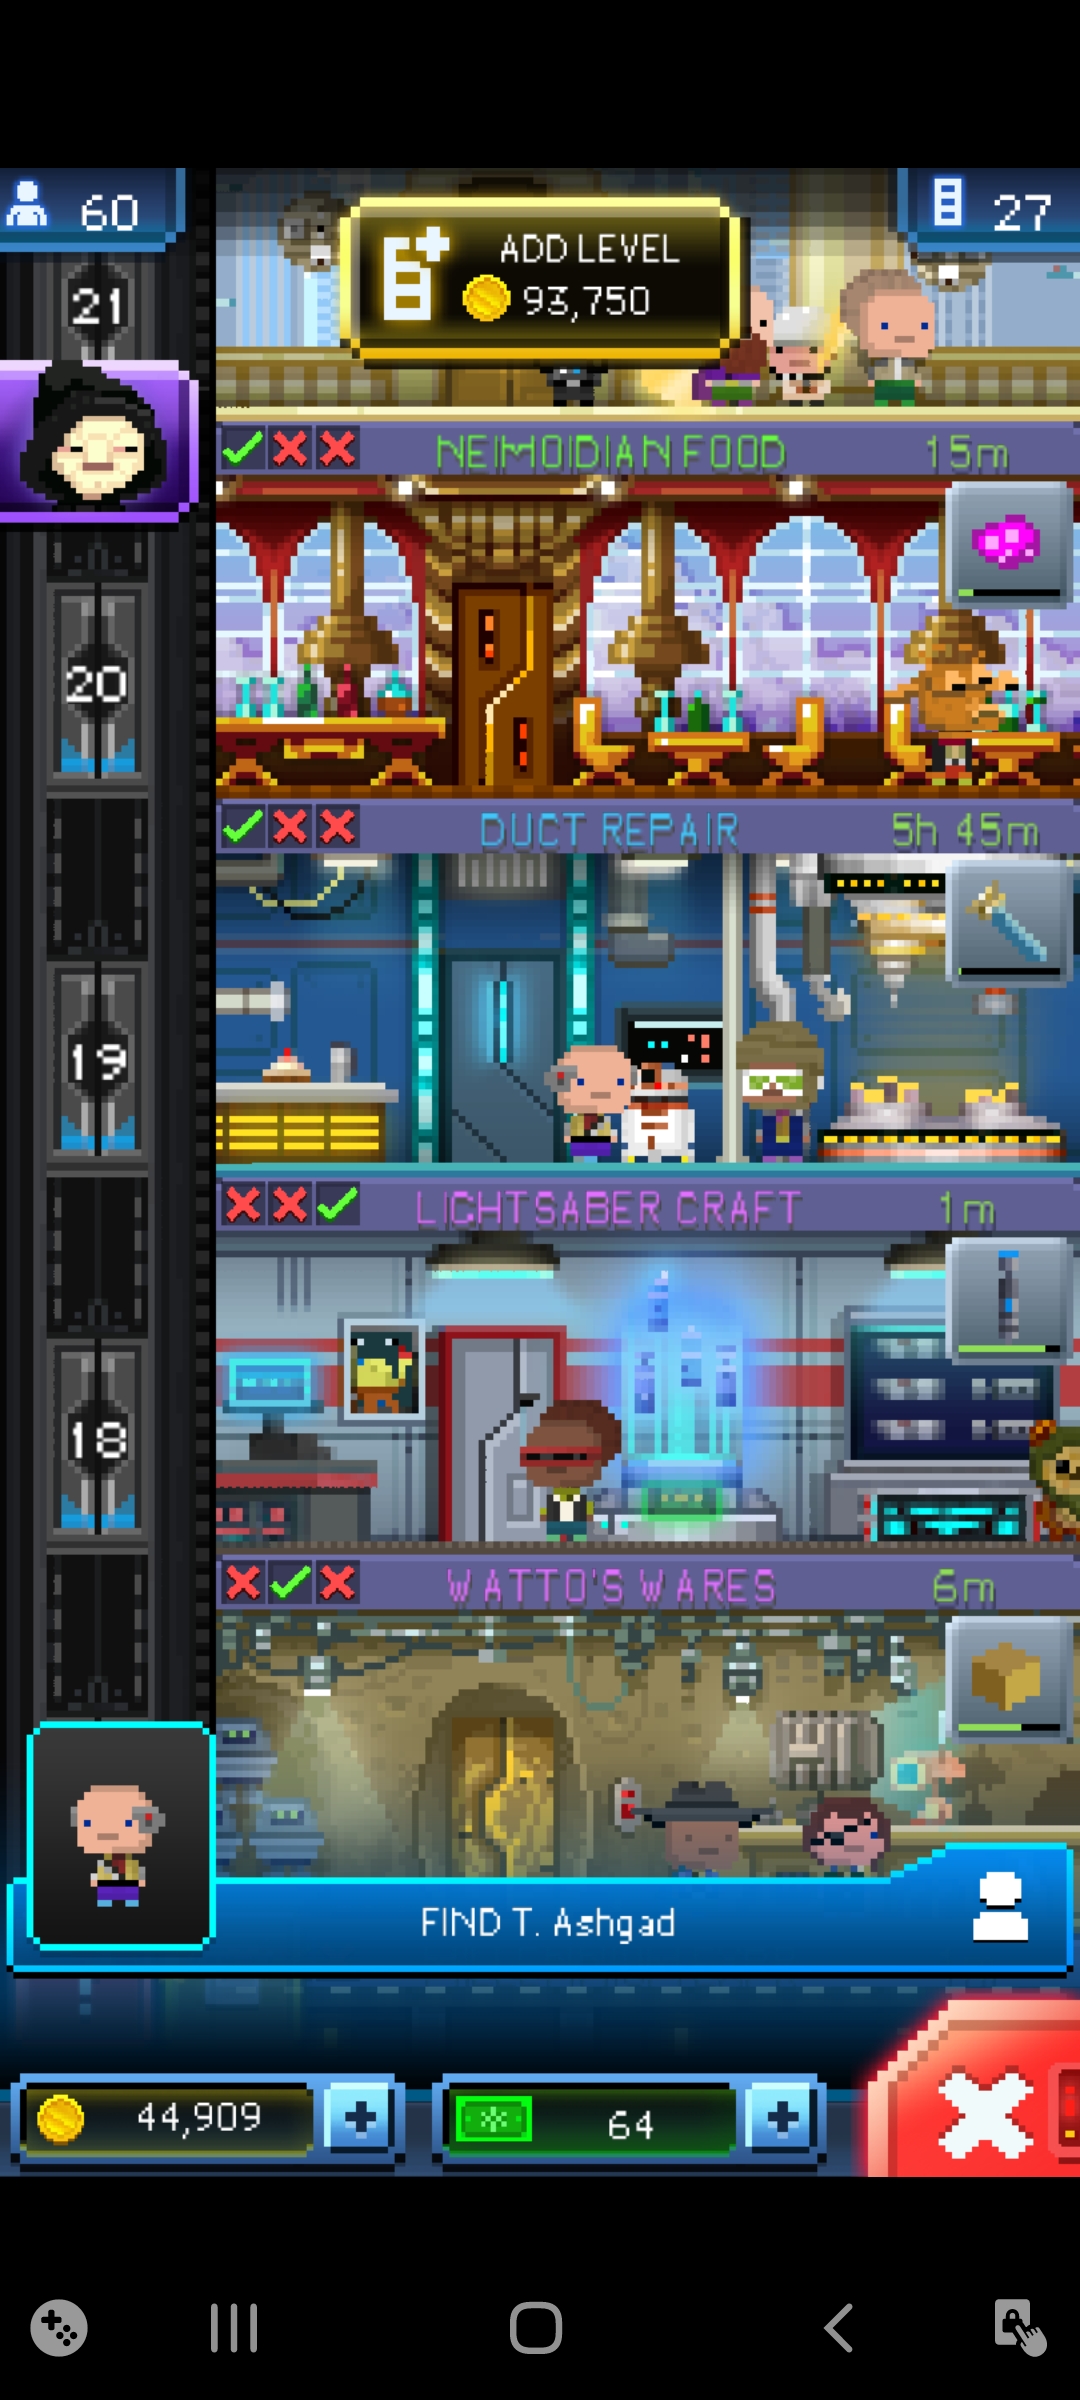 60
27
ADD LEVEL
93,750
21
NEIMOIDIAN FOOD 15m
20
DUCT REPAIR 5h 45m
19
LIGHTSABER CRAFT 1m
18
WATTO'S WARES 6m
FIND T. Ashgad
44,909
64